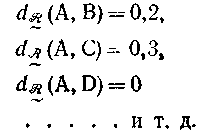 d_ℛ̰ (A, B) = 0,2,
d_ℛ̰ (A, C) = 0,3,
d_ℛ̰ (A, D) = 0
. . . . . и т. д.